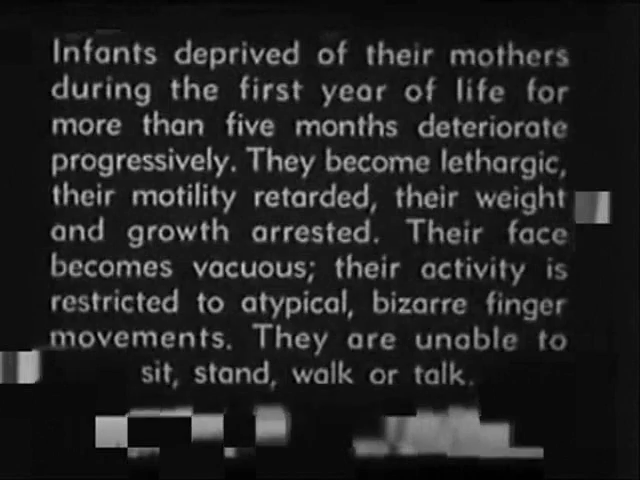 Infants deprived of their mothers
during the first year of life for
more than five months deteriorate
progressively. They become lethargic,
their motility retarded, their weight
and growth arrested. Their face
becomes vacuous; their activity is
restricted to atypical, bizarre finger
movements. They are unable to
sit, stand, walk or talk.